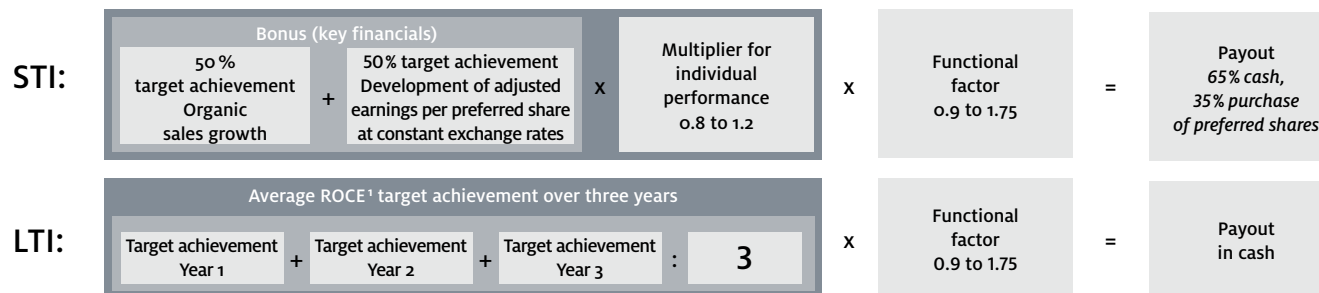 STI:
Bonus (key financials)
50 %
target achievement
Organic
sales growth
+
50% target achievement
Development of adjusted
earnings per preferred share
at constant exchange rates
x
Multiplier for
individual
performance
0.8 to 1.2
x
Functional
factor
0.9 to 1.75
=
Payout
65% cash,
35% purchase
of preferred shares
LTI:
Average ROCE¹ target achievement over three years
Target achievement
Year 1
+
Target achievement
Year 2
+
Target achievement
Year 3
:
3
x
Functional
factor
0.9 to 1.75
=
Payout
in cash